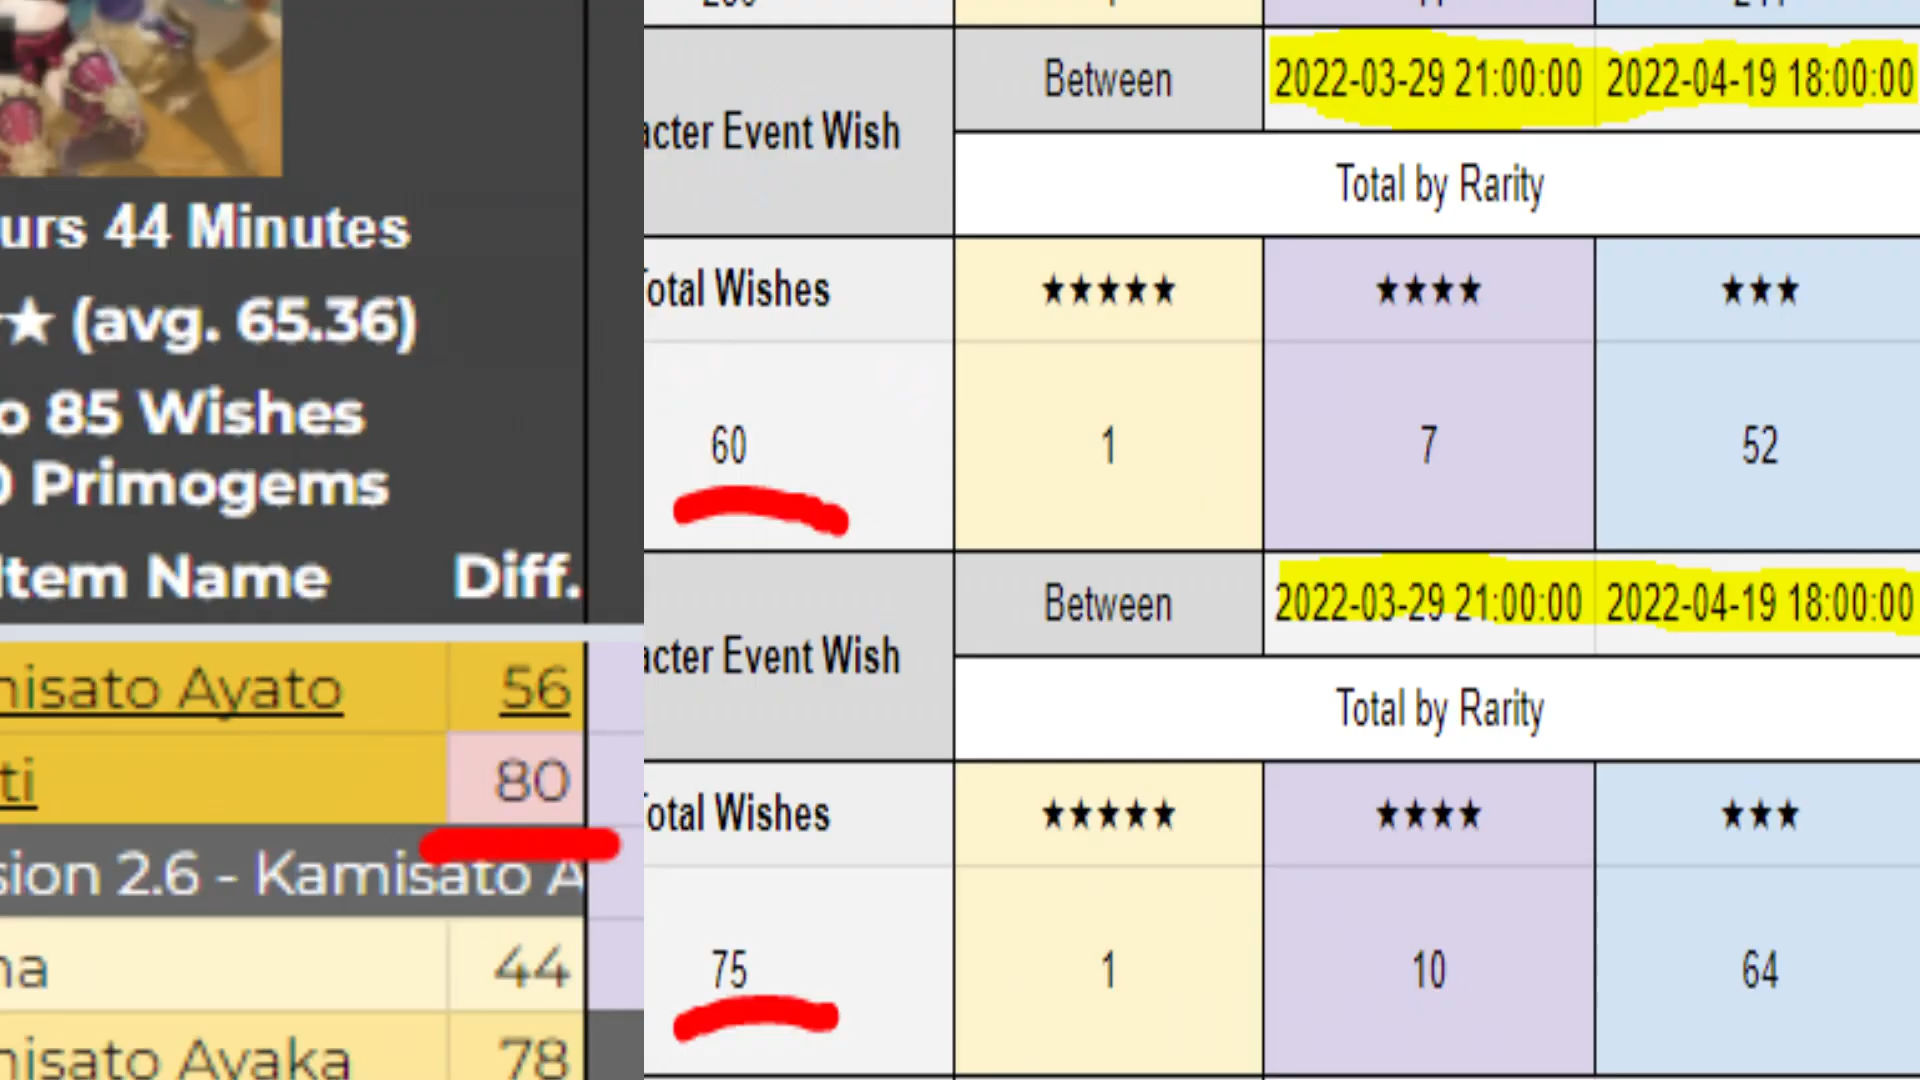 urs 44 Minutes
★ (avg. 65.36)
o 85 Wishes
0 Primogems
Item Name Diff.
nisato Ayato 56
ti 80
sion 2.6 - Kamisato A
na 44
nisato Ayaka 78
acter Event Wish Between 2022-03-29 21:00:00 2022-04-19 18:00:00
Total by Rarity
Total Wishes ★★★★★ ★★★★ ★★★
60 1 7 52
acter Event Wish Between 2022-03-29 21:00:00 2022-04-19 18:00:00
Total by Rarity
Total Wishes ★★★★★ ★★★★ ★★★
75 1 10 64